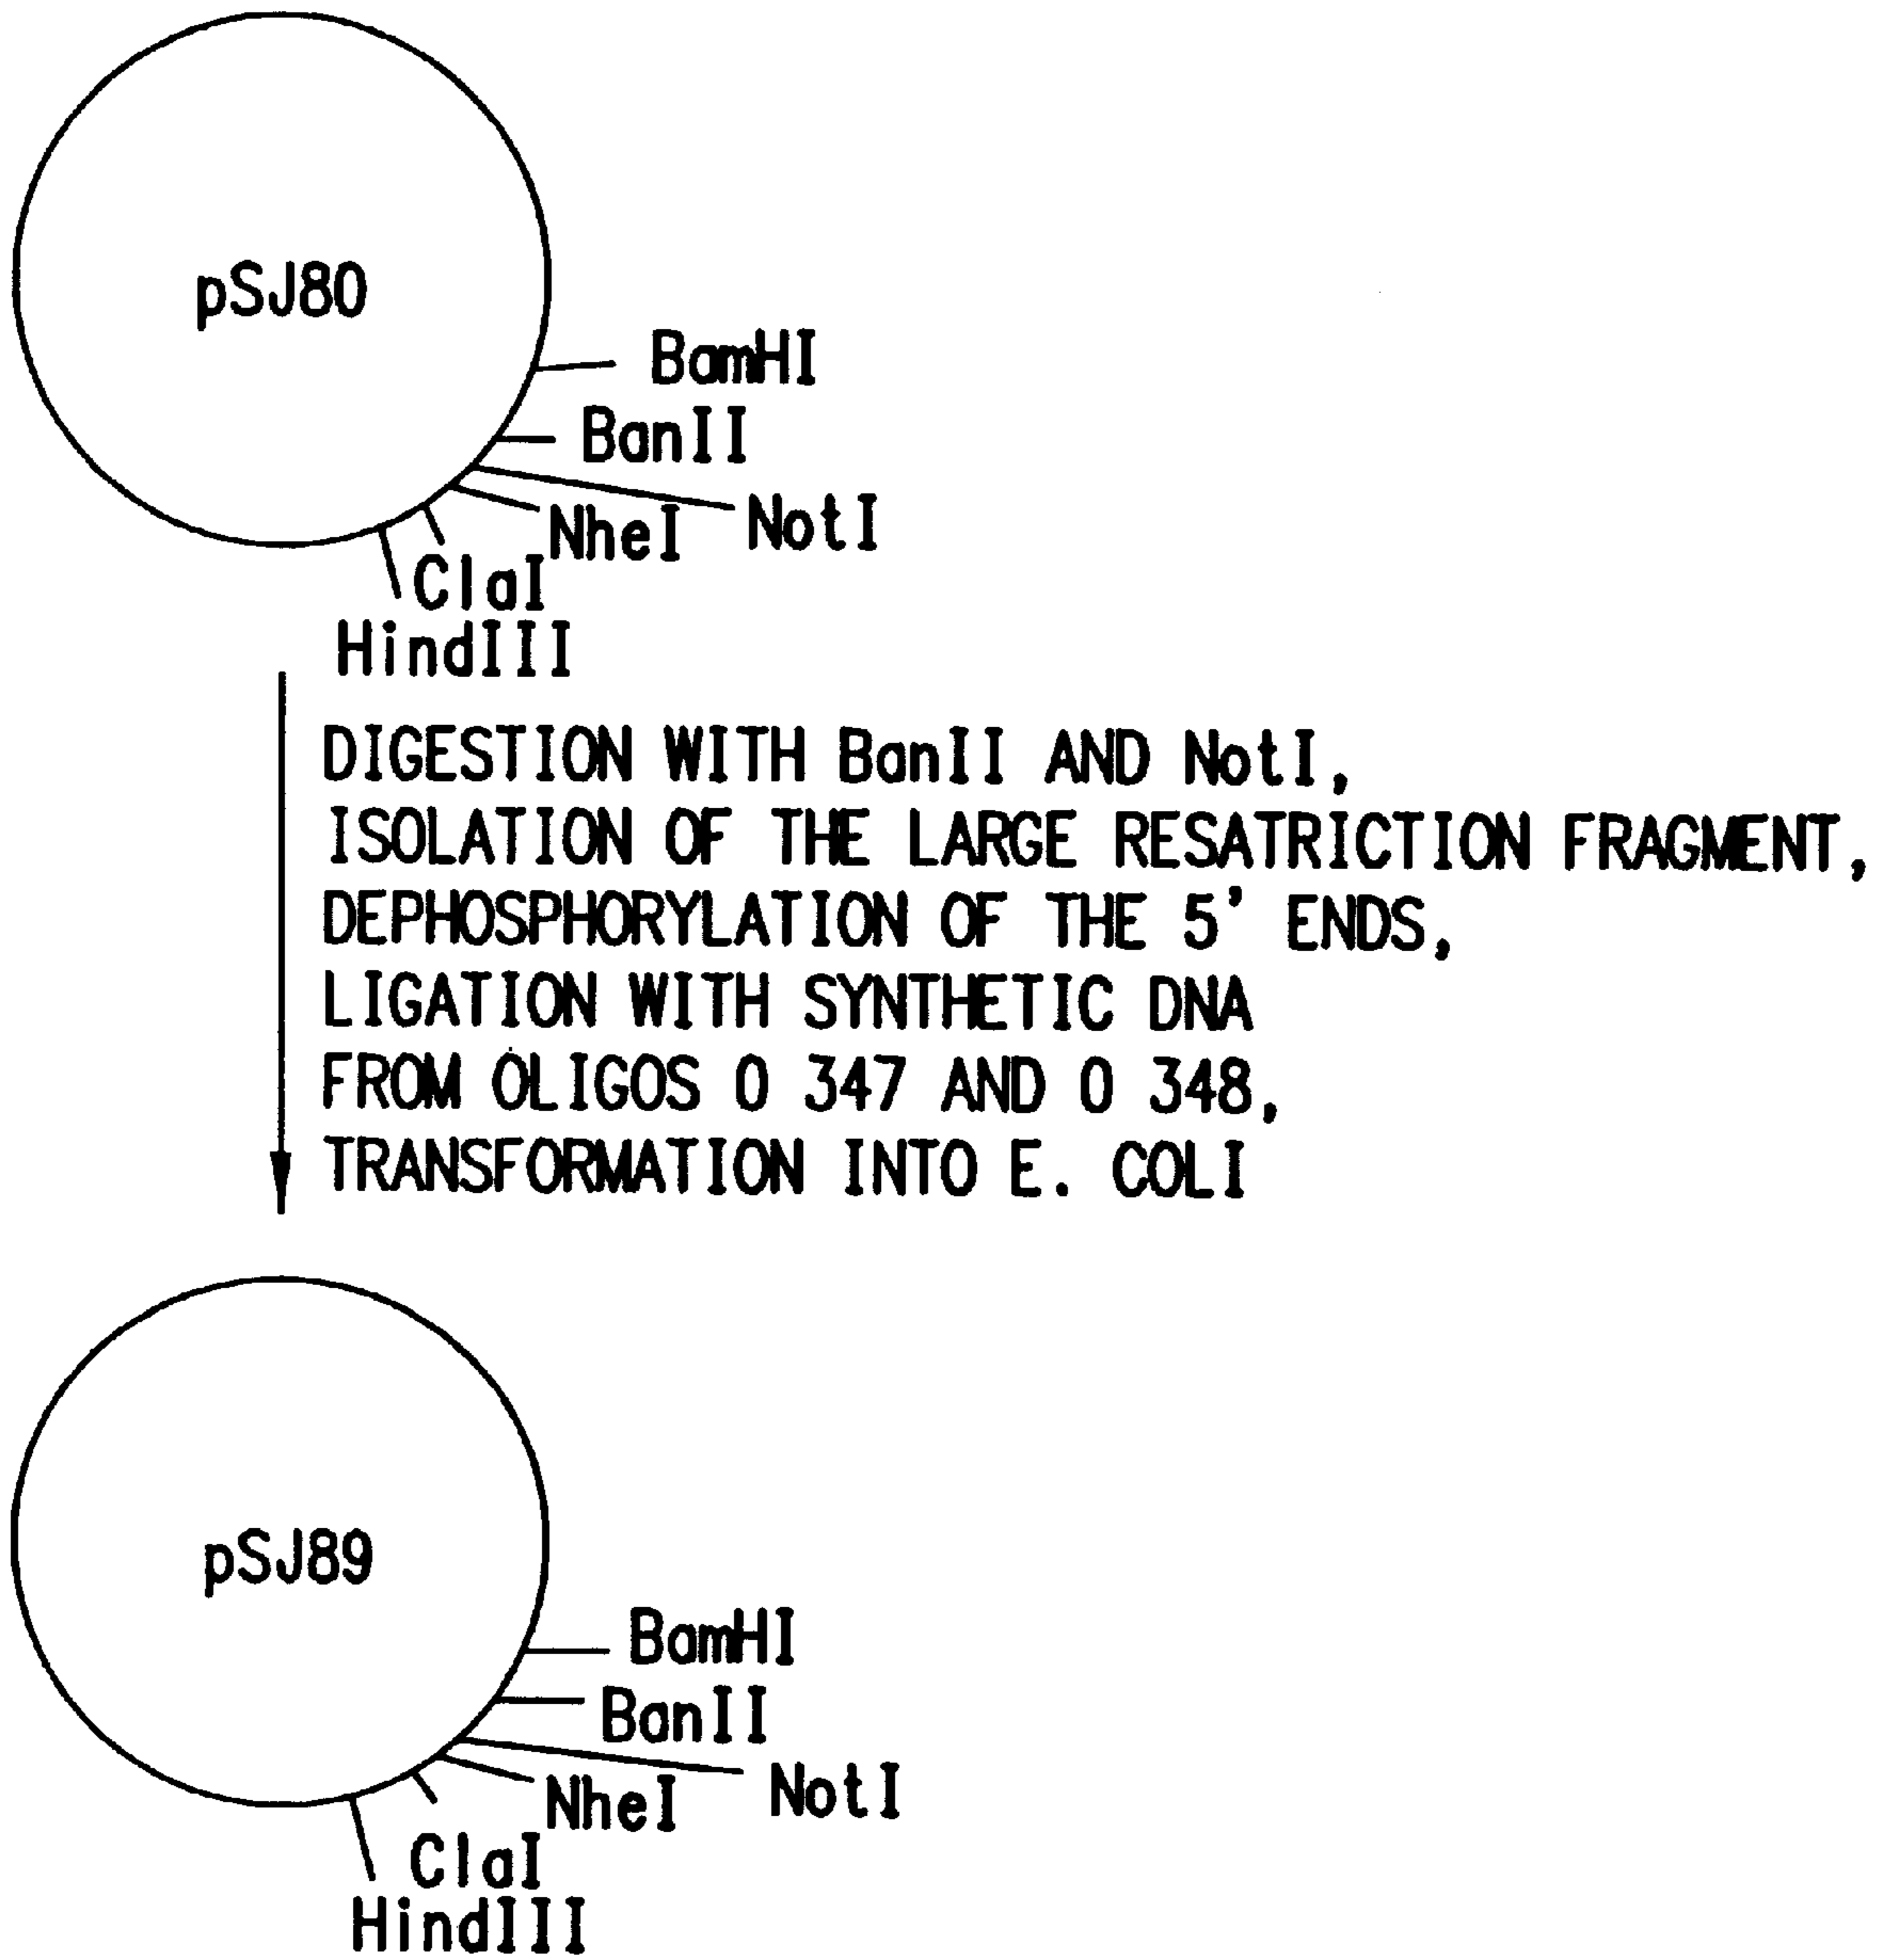 pSJ80
BamHI
BanII
NotI
NheI
ClaI
HindIII
DIGESTION WITH BanII AND NotI,
ISOLATION OF THE LARGE RESATRICTION FRAGMENT,
DEPHOSPHORYLATION OF THE 5' ENDS,
LIGATION WITH SYNTHETIC DNA
FROM OLIGOS O 347 AND O 348,
TRANSFORMATION INTO E. COLI
pSJ89
BamHI
BanII
NotI
NheI
ClaI
HindIII